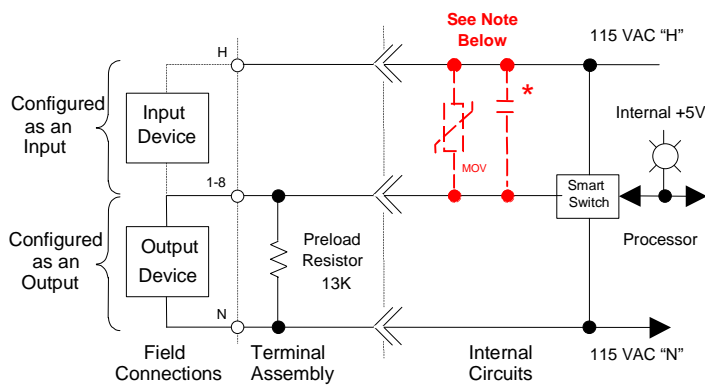 See Note
Below
115 VAC “H”
H
Configured
as an
Input
Input
Device
*
MOV
Internal +5V
1-8
Smart
Switch
Configured
as an
Output
Output
Device
Preload
Resistor
13K
Processor
N
Field
Connections
Terminal
Assembly
Internal
Circuits
115 VAC “N”